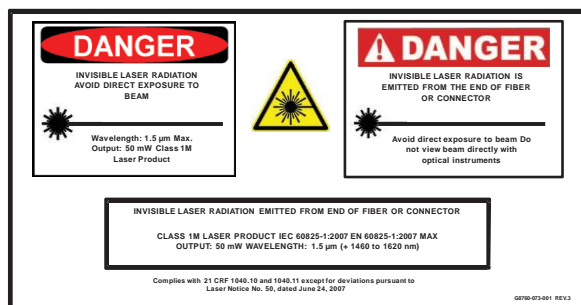 DANGER
INVISIBLE LASER RADIATION
AVOID DIRECT EXPOSURE TO
BEAM
Wavelength: 1.5 µm Max.
Output: 50 mW Class 1M
Laser Product
DANGER
INVISIBLE LASER RADIATION IS
EMITTED FROM THE END OF FIBER
OR CONNECTOR
Avoid direct exposure to beam Do
not view beam directly with
optical instruments
INVISIBLE LASER RADIATION EMITTED FROM END OF FIBER OR CONNECTOR
CLASS 1M LASER PRODUCT IEC 60825-1:2007 EN 60825-1:2007 MAX
OUTPUT: 50 mW WAVELENGTH: 1.5 µm (+ 1460 to 1620 nm)
Complies with 21 CRF 1040.10 and 1040.11 except for deviations pursuant to
Laser Notice No. 50, dated June 24, 2007
G8760-073-001 REV.3